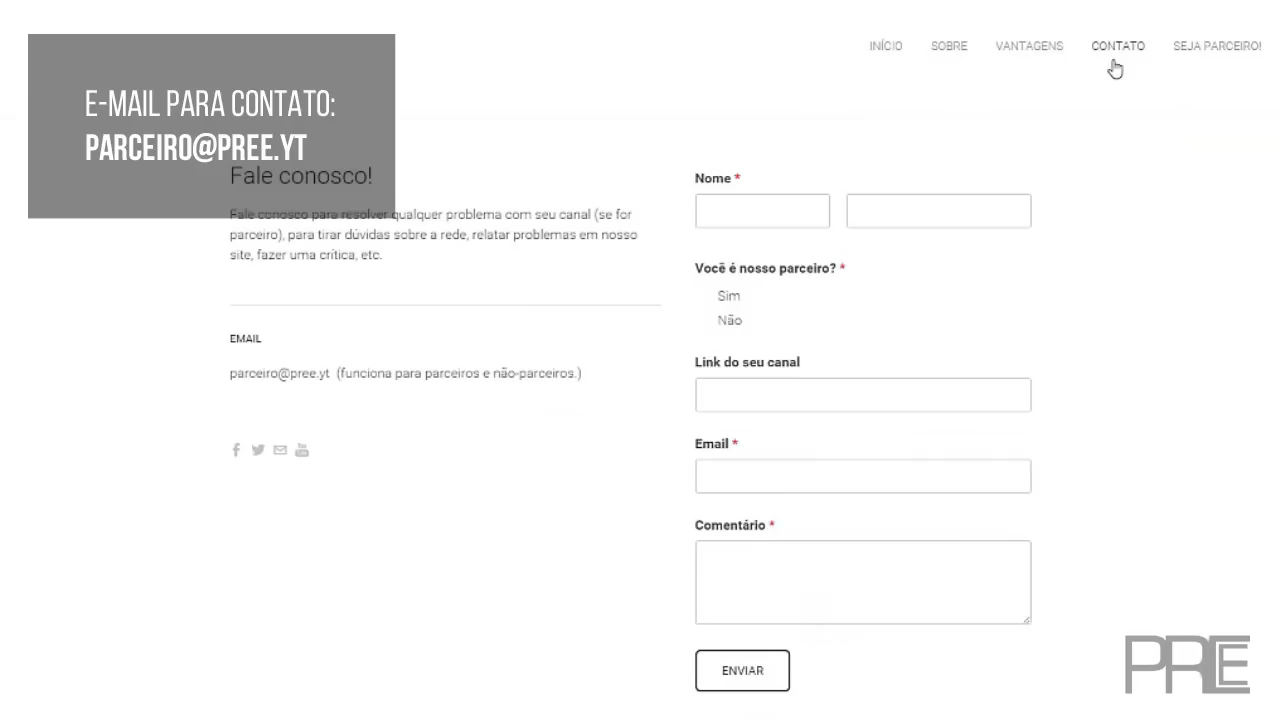 E-MAIL PARA CONTATO:
PARCEIRO@PREE.YT
INÍCIO SOBRE VANTAGENS CONTATO SEJA PARCEIRO!
Fale conosco!
Fale conosco para resolver qualquer problema com seu canal (se for
parceiro), para tirar dúvidas sobre a rede, relatar problemas em nosso
site, fazer uma crítica, etc.
EMAIL
parceiro@pree.yt (funciona para parceiros e não-parceiros.)
Nome *
Você é nosso parceiro? *
Sim
Não
Link do seu canal
Email *
Comentário *
ENVIAR
PREE